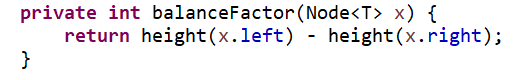 private int balanceFactor(Node<T> x) {
    return height(x.left) - height(x.right);
}